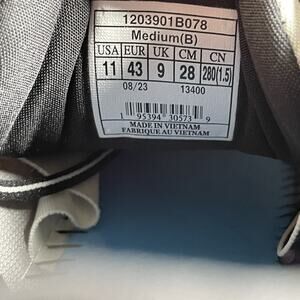 1203901B078
Medium(B)
USA EUR UK CM CN
11 43 9 28 280(1.5)
08/23 13400
1 95394 30573 9
MADE IN VIETNAM
FABRIQUE AU VIETNAM